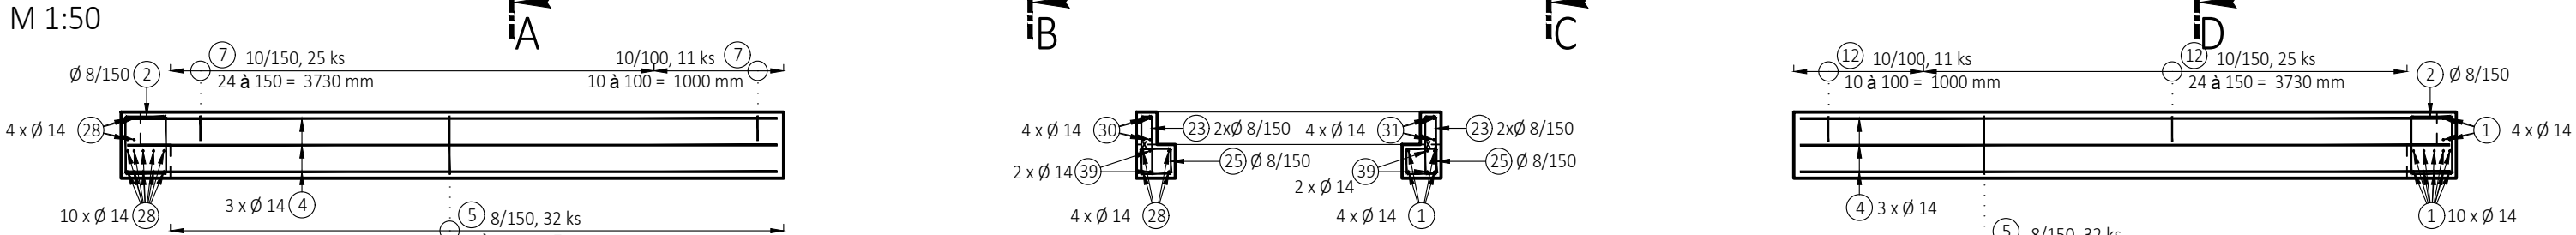 M 1:50
A
B
C
D
7 10/150, 25 ks
24 à 150 = 3730 mm
10/100, 11 ks 7
10 à 100 = 1000 mm
Ø 8/150 2
4 x Ø 14 28
10 x Ø 14 28
3 x Ø 14 4
5 8/150, 32 ks
4 x Ø 14 30
23 2xØ 8/150
2 x Ø 14 39
25 Ø 8/150
4 x Ø 14 28
4 x Ø 14 31
23 2xØ 8/150
39
2 x Ø 14
25 Ø 8/150
4 x Ø 14 1
12 10/100, 11 ks
10 à 100 = 1000 mm
12 10/150, 25 ks
24 à 150 = 3730 mm
2 Ø 8/150
1 4 x Ø 14
4 3 x Ø 14
1 10 x Ø 14
5 8/150, 32 ks